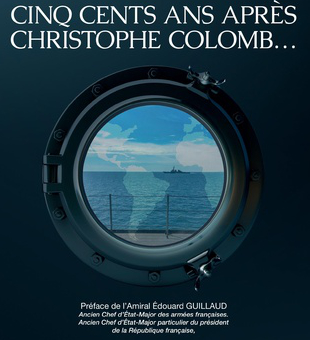 CINQ CENTS ANS APRÈS
CHRISTOPHE COLOMB...
Préface de l'Amiral Édouard GUILLAUD
Ancien Chef d'État-Major des armées françaises.
Ancien Chef d'État-Major particulier du président
de la République française,